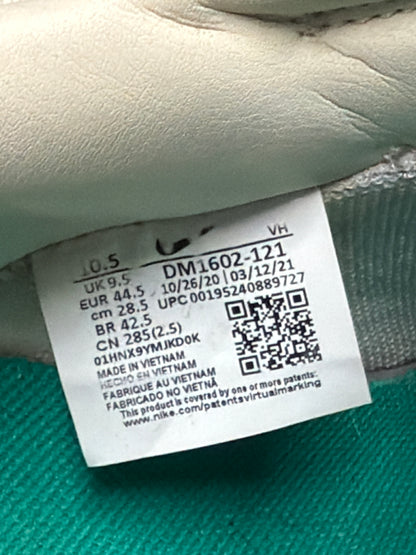 10.5 VH
UK 9.5 DM1602-121
EUR 44.5 10/26/20 | 03/12/21
cm 28.5 UPC 00195240889727
BR 42.5
CN 285(2.5)
01HNX9YMJKD0K
MADE IN VIETNAM
HECHO EN VIETNAM
FABRIQUE AU VIETNAM
FABRICADO NO VIETNÃ
This product is covered by one or more patents:
www.nike.com/patentsvirtualmarking